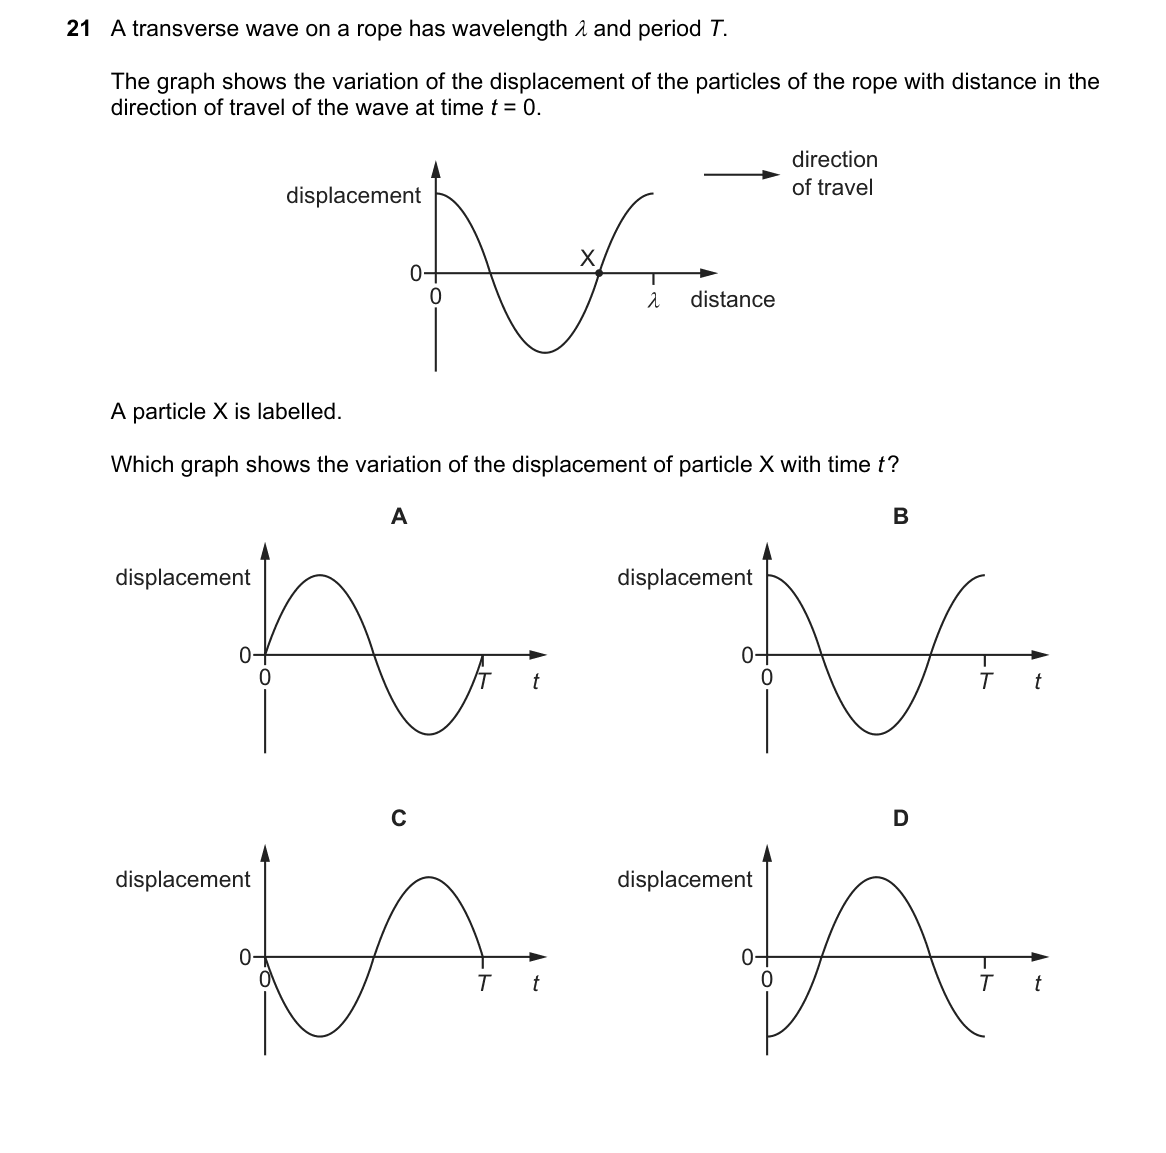 21 A transverse wave on a rope has wavelength λ and period T.
The graph shows the variation of the displacement of the particles of the rope with distance in the
direction of travel of the wave at time t = 0.
direction
of travel
displacement
X
0
0
λ
distance
A particle X is labelled.
Which graph shows the variation of the displacement of particle X with time t?
A
displacement
0
0
T
t
B
displacement
0
0
T
t
C
displacement
0
0
T
t
D
displacement
0
0
T
t